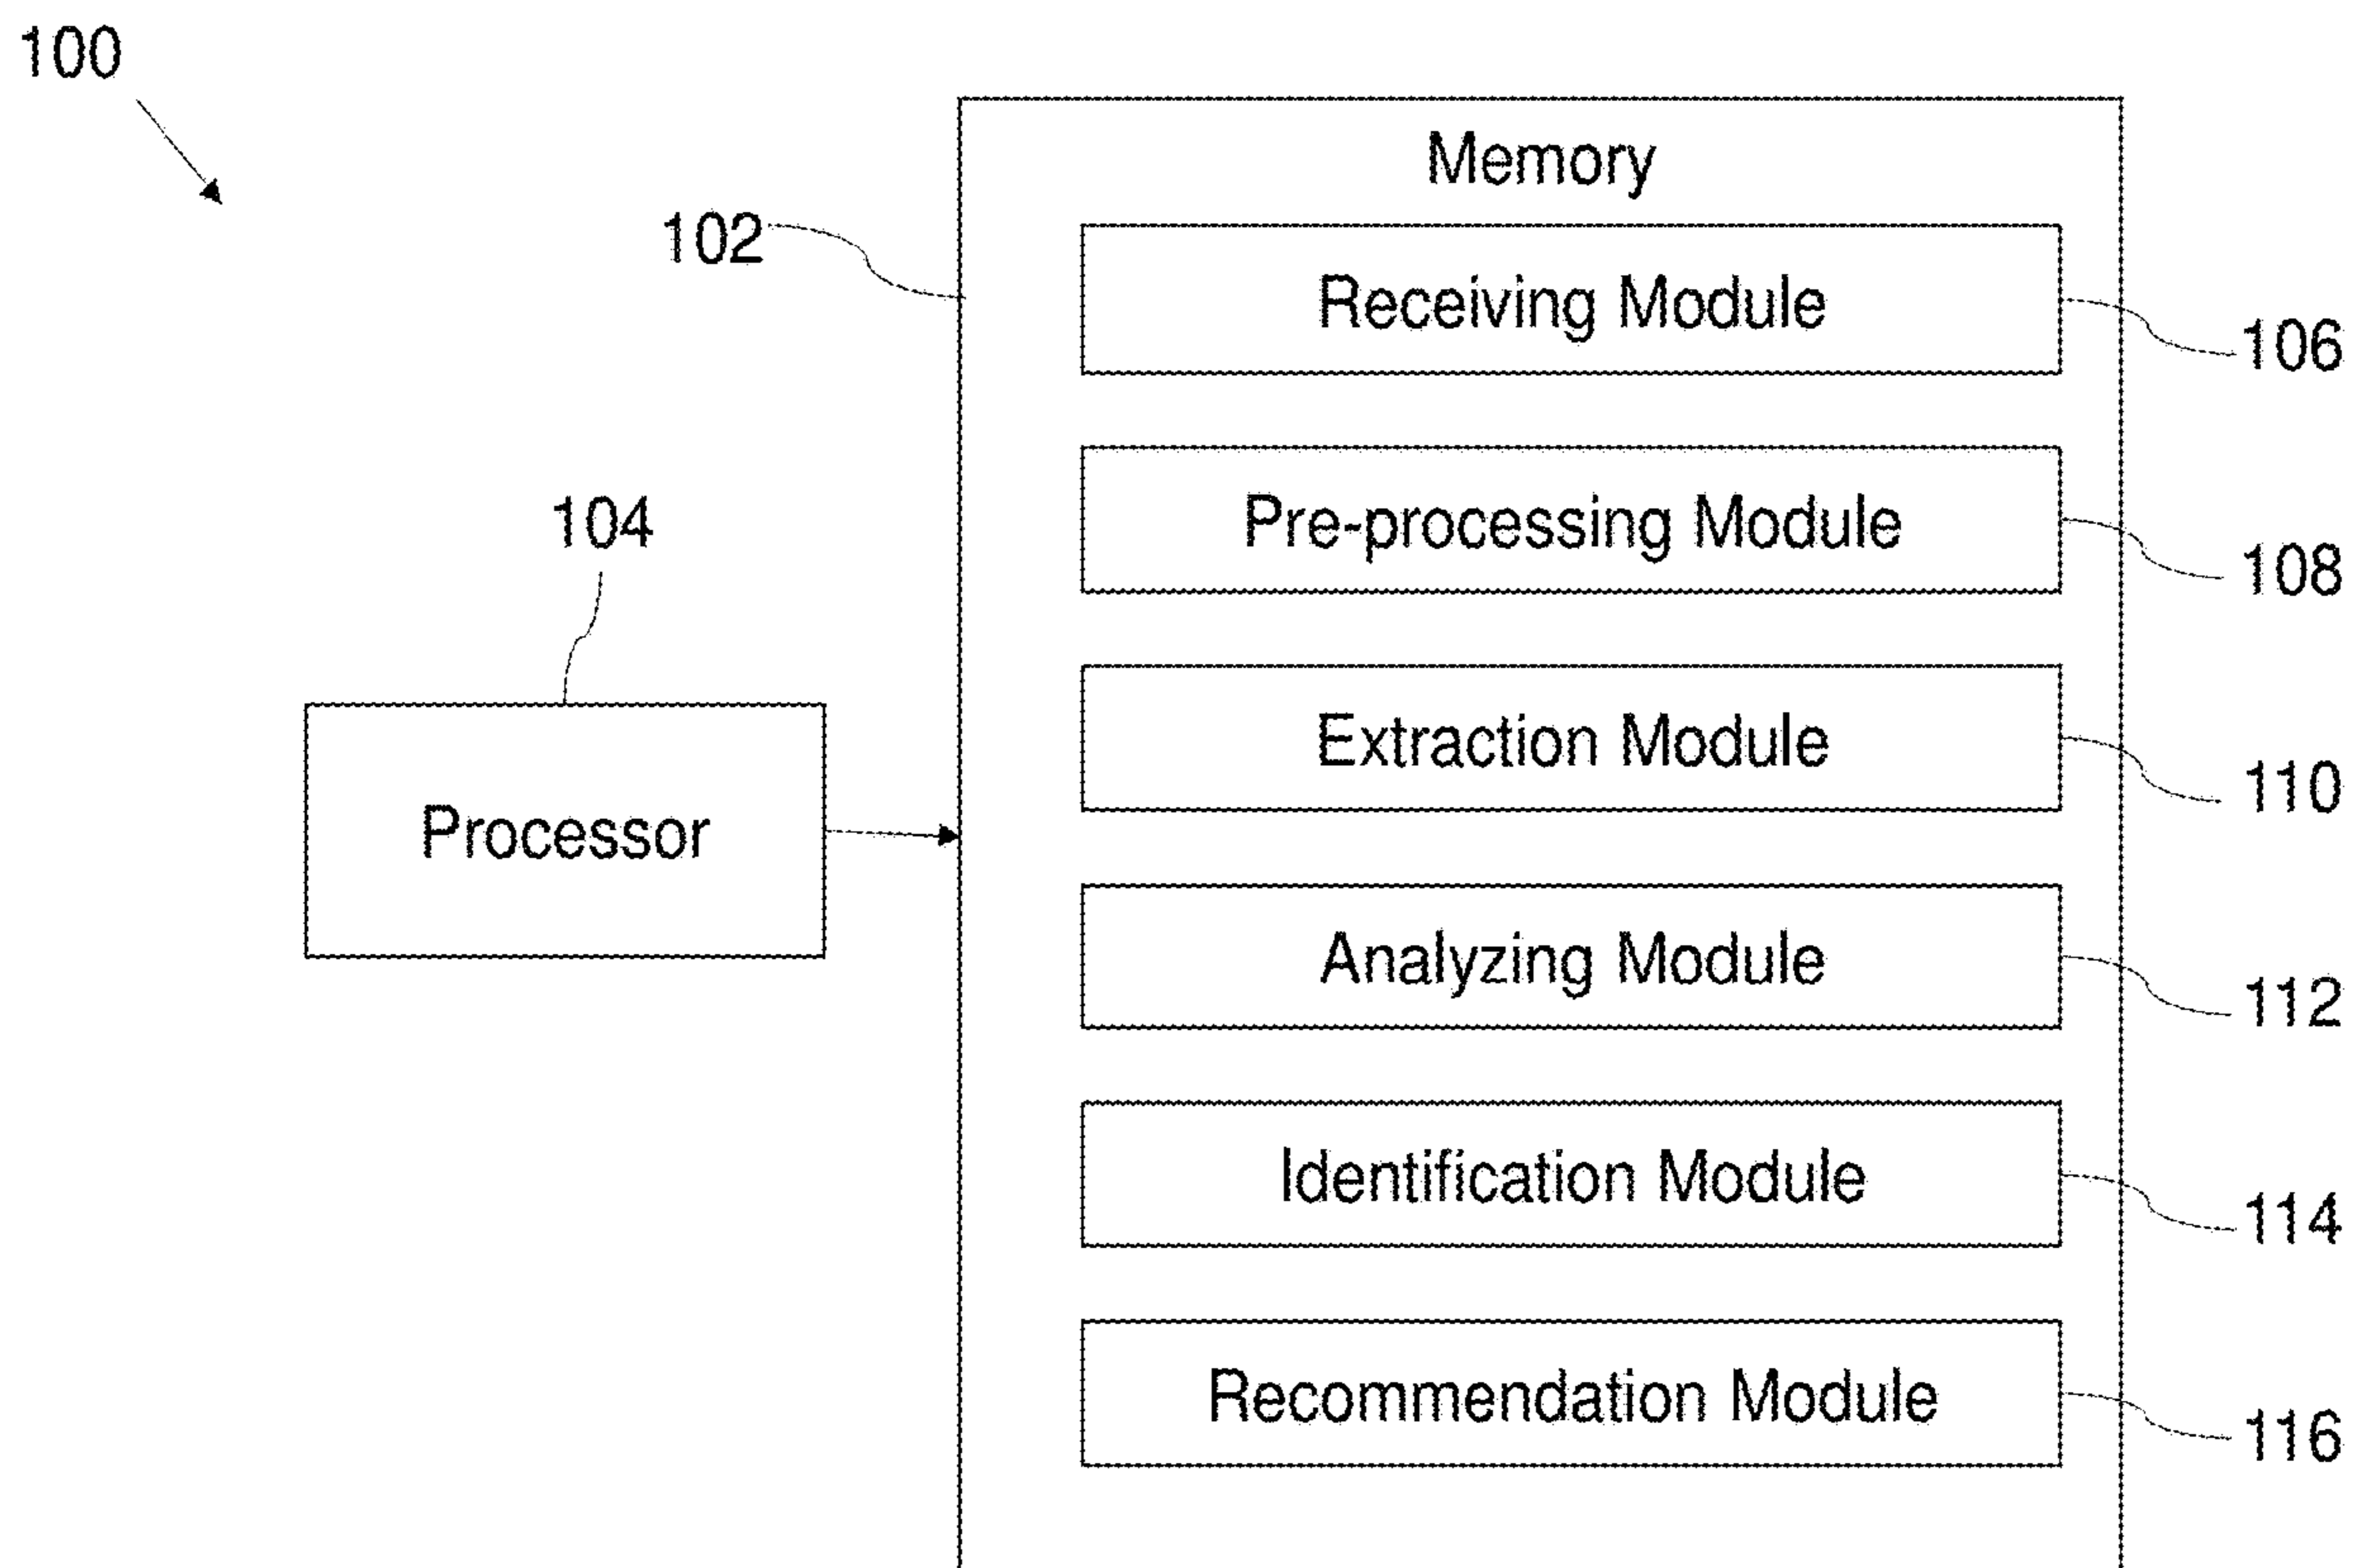 100
Memory
102
Receiving Module
106
104
Pre-processing Module
108
Extraction Module
110
Processor
Analyzing Module
112
Identification Module
114
Recommendation Module
116